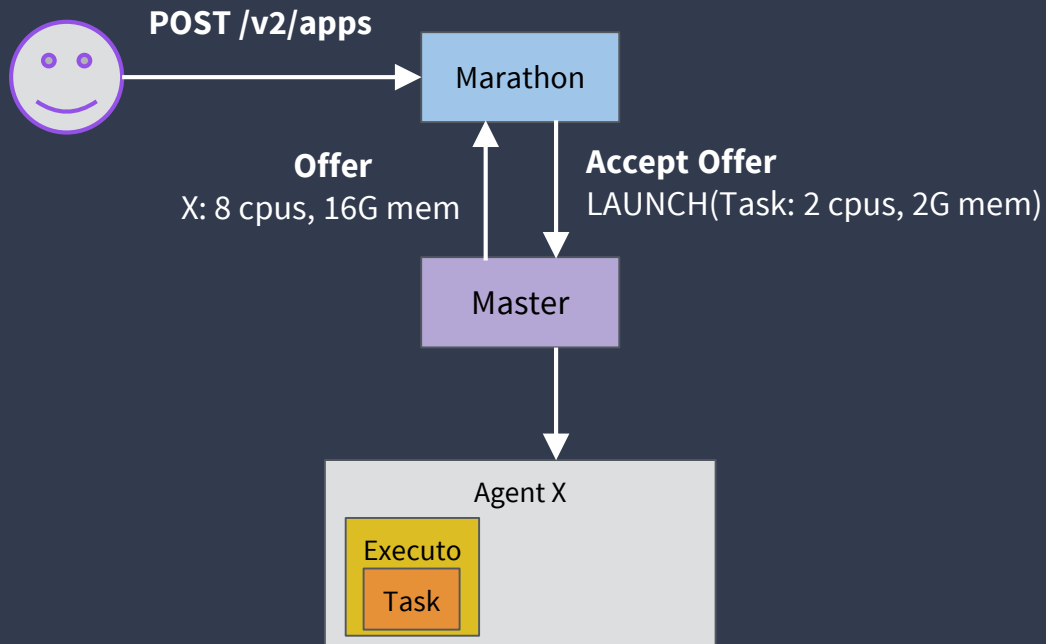 POST /v2/apps
Marathon
Offer
X: 8 cpus, 16G mem
Accept Offer
LAUNCH(Task: 2 cpus, 2G mem)
Master
Agent X
Executo
Task